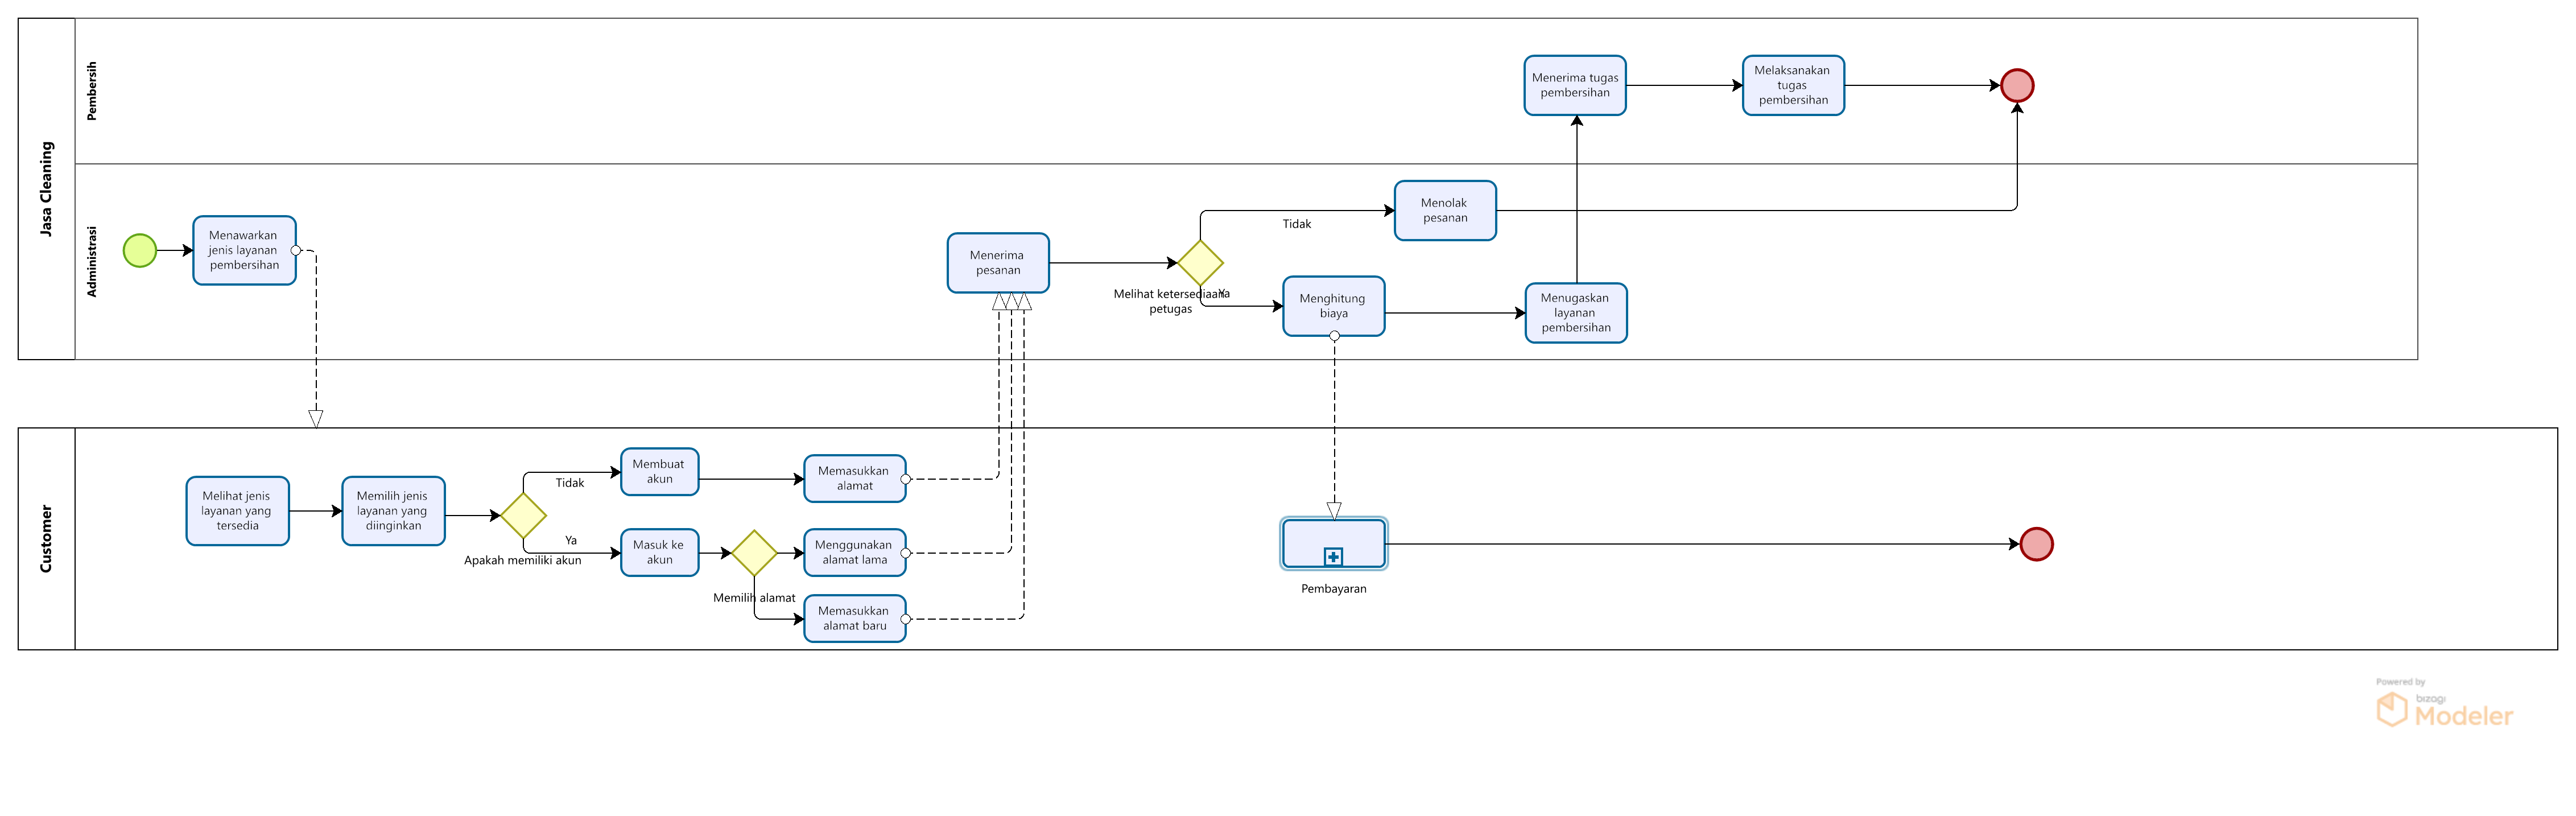 Jasa Cleaning
Pembersih
Menerima tugas
pembersihan
Melaksanakan
tugas
pembersihan
Administrasi
Menawarkan
jenis layanan
pembersihan
Menerima
pesanan
Melihat ketersediaan
petugas
Tidak
Menolak
pesanan
Ya
Menghitung
biaya
Menugaskan
layanan
pembersihan
Customer
Melihat jenis
layanan yang
tersedia
Memilih jenis
layanan yang
diinginkan
Apakah memiliki akun
Tidak
Membuat
akun
Memasukkan
alamat
Ya
Masuk ke
akun
Memilih alamat
Menggunakan
alamat lama
Memasukkan
alamat baru
Pembayaran
Powered by
bizagi
Modeler